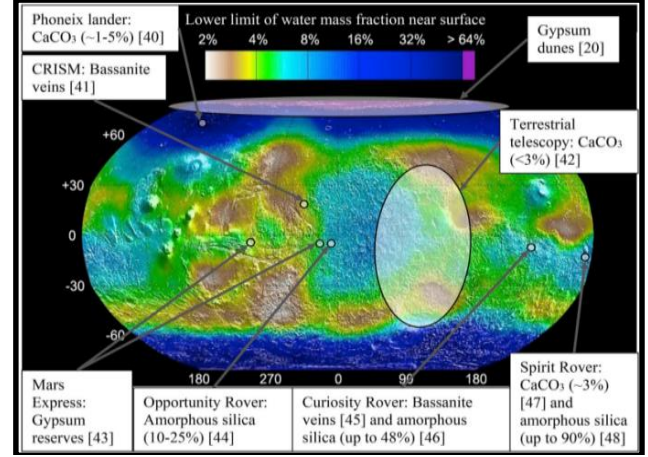 Phoneix lander:
CaCO₃ (~1-5%) [40]
Lower limit of water mass fraction near surface
2% 4% 8% 16% 32% > 64%
Gypsum
dunes [20]
CRISM: Bassanite
veins [41]
Terrestrial
telescopy: CaCO₃
(<3%) [42]
+60
+30
0
-30
-60
180 270 0 90 180
Mars
Express:
Gypsum
reserves [43]
Opportunity Rover:
Amorphous silica
(10-25%) [44]
Curiosity Rover: Bassanite
veins [45] and amorphous
silica (up to 48%) [46]
Spirit Rover:
CaCO₃ (~3%)
[47] and
amorphous silica
(up to 90%) [48]